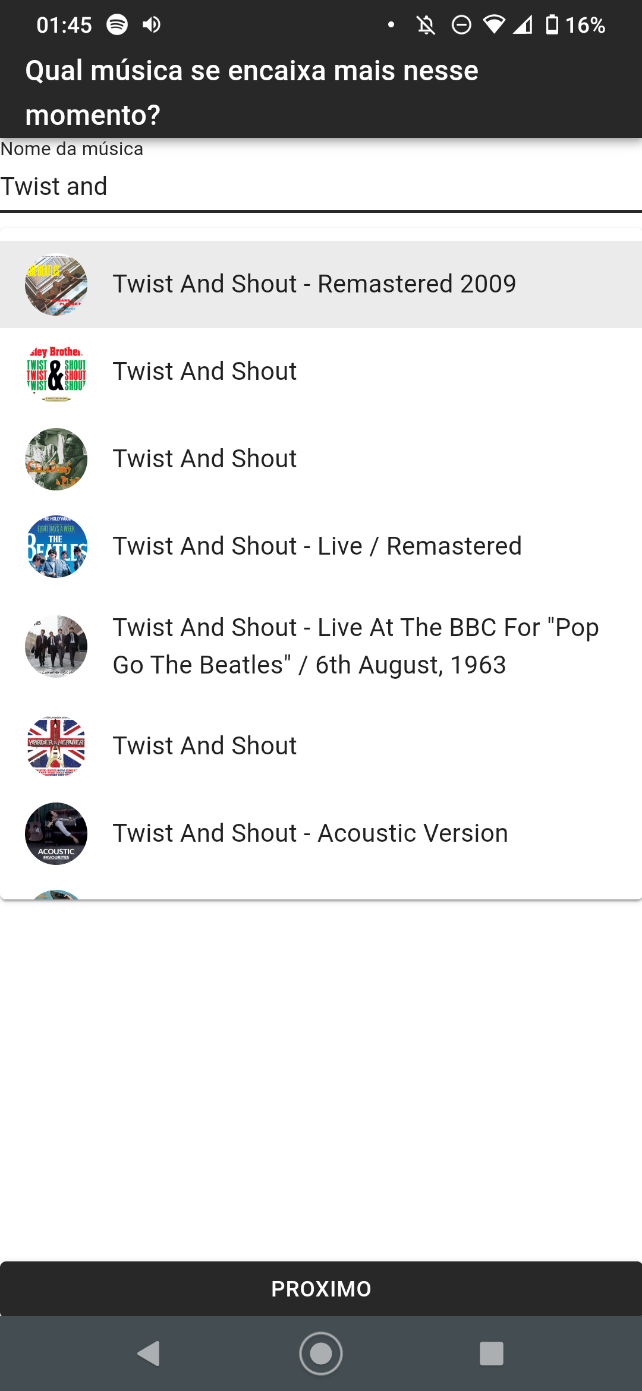 01:45
16%
Qual música se encaixa mais nesse
momento?
Nome da música
Twist and
Twist And Shout - Remastered 2009
Twist And Shout
Twist And Shout
Twist And Shout - Live / Remastered
Twist And Shout - Live At The BBC For "Pop
Go The Beatles" / 6th August, 1963
Twist And Shout
Twist And Shout - Acoustic Version
ACOUSTIC
FAVOURITES
PROXIMO